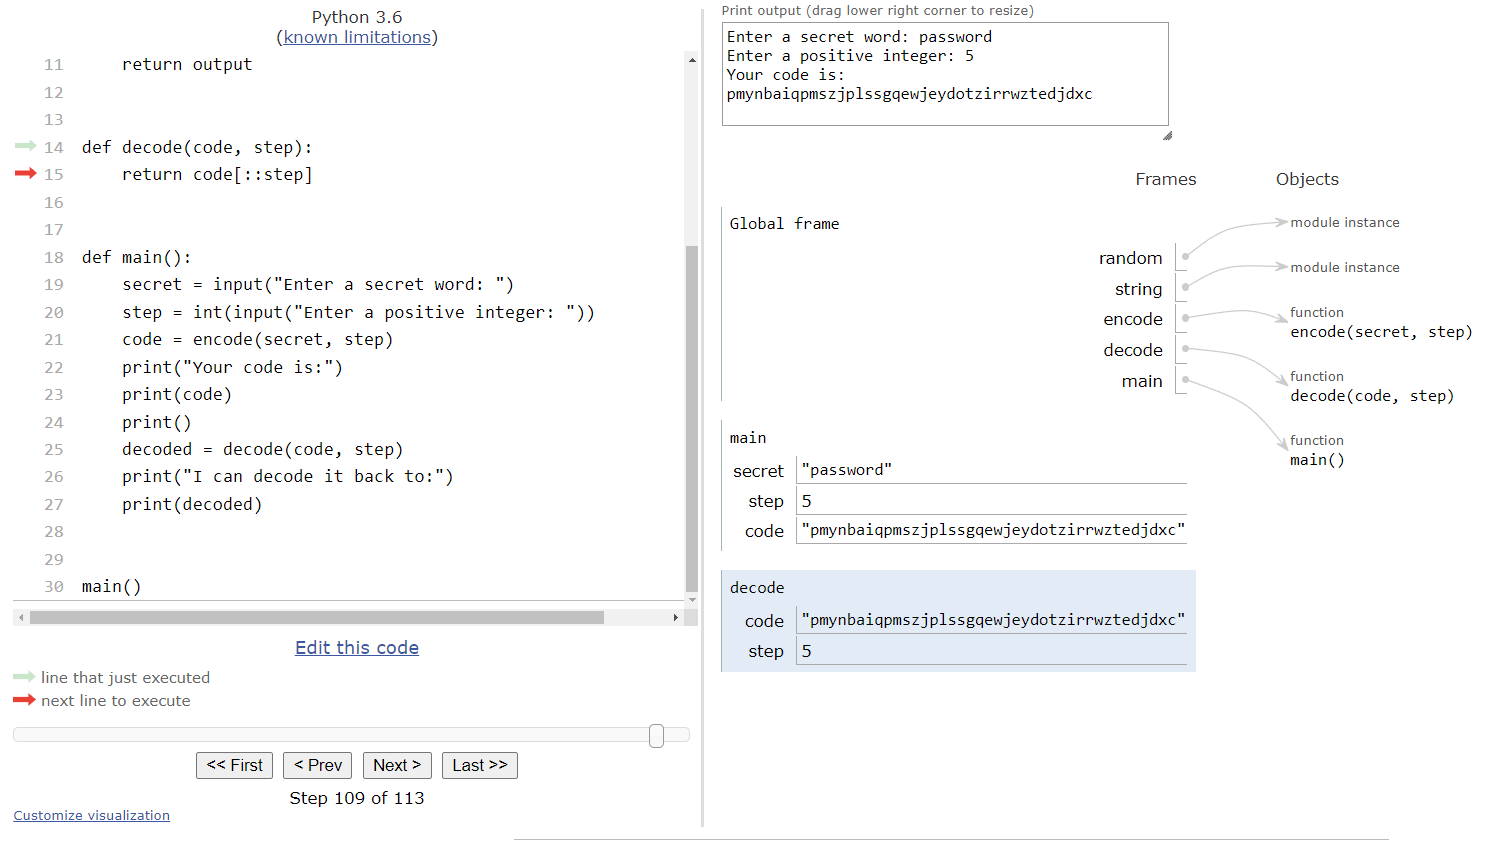 Python 3.6
(known limitations)
11 return output
12
13
14 def decode(code, step):
15 return code[::step]
16
17
18 def main():
19 secret = input("Enter a secret word: ")
20 step = int(input("Enter a positive integer: "))
21 code = encode(secret, step)
22 print("Your code is:")
23 print(code)
24 print()
25 decoded = decode(code, step)
26 print("I can decode it back to:")
27 print(decoded)
28
29
30 main()
Edit this code
line that just executed
next line to execute
<< First < Prev Next > Last >>
Step 109 of 113
Customize visualization
Print output (drag lower right corner to resize)
Enter a secret word: password
Enter a positive integer: 5
Your code is:
pmynbaiqpmszjplssgqewjeydotzirrwztedjdxc
Frames Objects
Global frame
random
string
encode
decode
main
module instance
module instance
function
encode(secret, step)
function
decode(code, step)
function
main()
main
secret "password"
step 5
code "pmynbaiqpmszjplssgqewjeydotzirrwztedjdxc"
decode
code "pmynbaiqpmszjplssgqewjeydotzirrwztedjdxc"
step 5